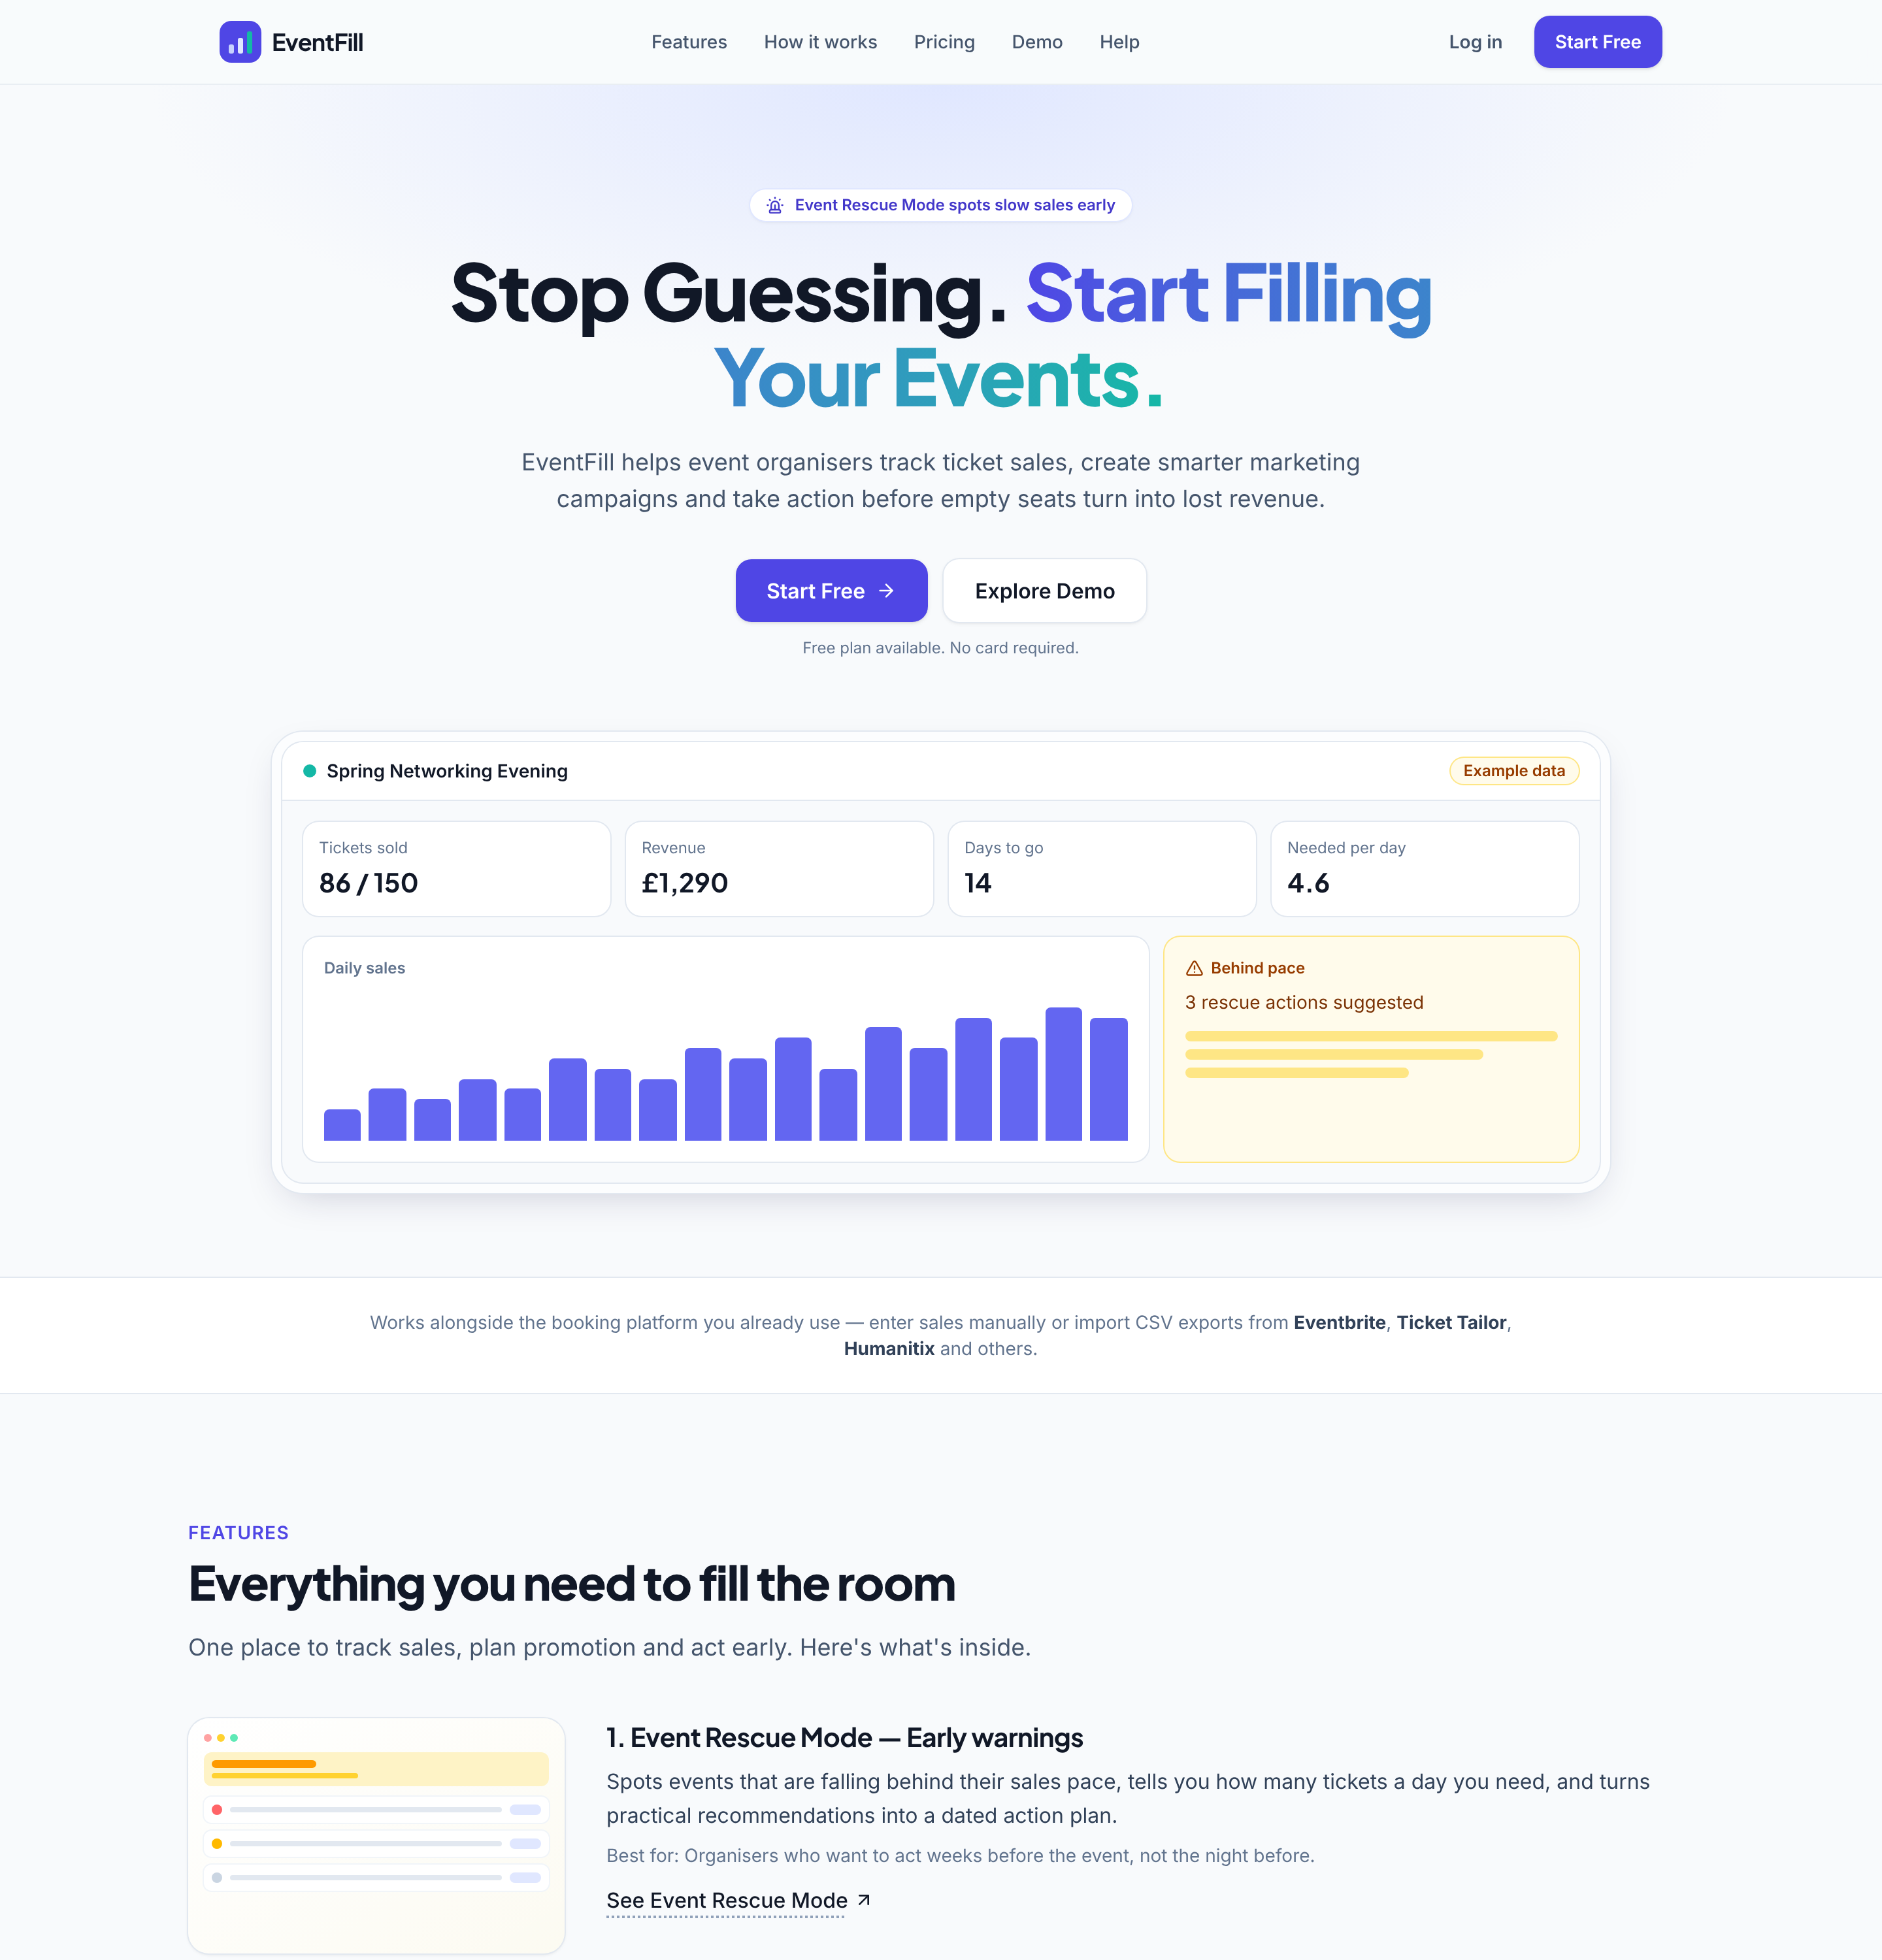 EventFill
Features
How it works
Pricing
Demo
Help
Log in
Start Free
Event Rescue Mode spots slow sales early
Stop Guessing. Start Filling
Your Events.
EventFill helps event organisers track ticket sales, create smarter marketing
campaigns and take action before empty seats turn into lost revenue.
Start Free
Explore Demo
Free plan available. No card required.
Spring Networking Evening
Example data
Tickets sold
86 / 150
Revenue
£1,290
Days to go
14
Needed per day
4.6
Daily sales
Behind pace
3 rescue actions suggested
Works alongside the booking platform you already use — enter sales manually or import CSV exports from Eventbrite, Ticket Tailor,
Humanitix and others.
FEATURES
Everything you need to fill the room
One place to track sales, plan promotion and act early. Here's what's inside.
1. Event Rescue Mode — Early warnings
Spots events that are falling behind their sales pace, tells you how many tickets a day you need, and turns
practical recommendations into a dated action plan.
Best for: Organisers who want to act weeks before the event, not the night before.
See Event Rescue Mode